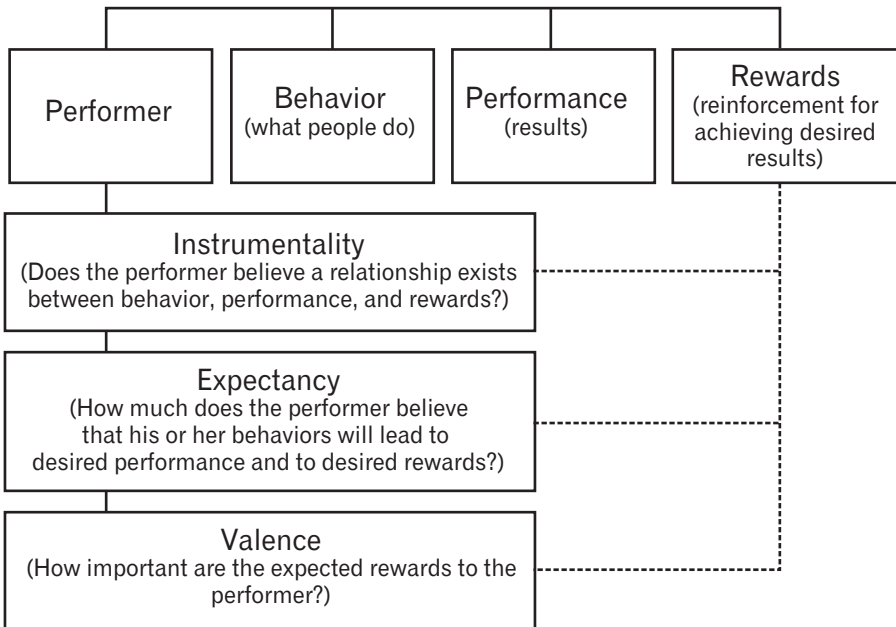 Performer
Behavior
(what people do)
Performance
(results)
Rewards
(reinforcement for
achieving desired
results)
Instrumentality
(Does the performer believe a relationship exists
between behavior, performance, and rewards?)
Expectancy
(How much does the performer believe
that his or her behaviors will lead to
desired performance and to desired rewards?)
Valence
(How important are the expected rewards to the
performer?)